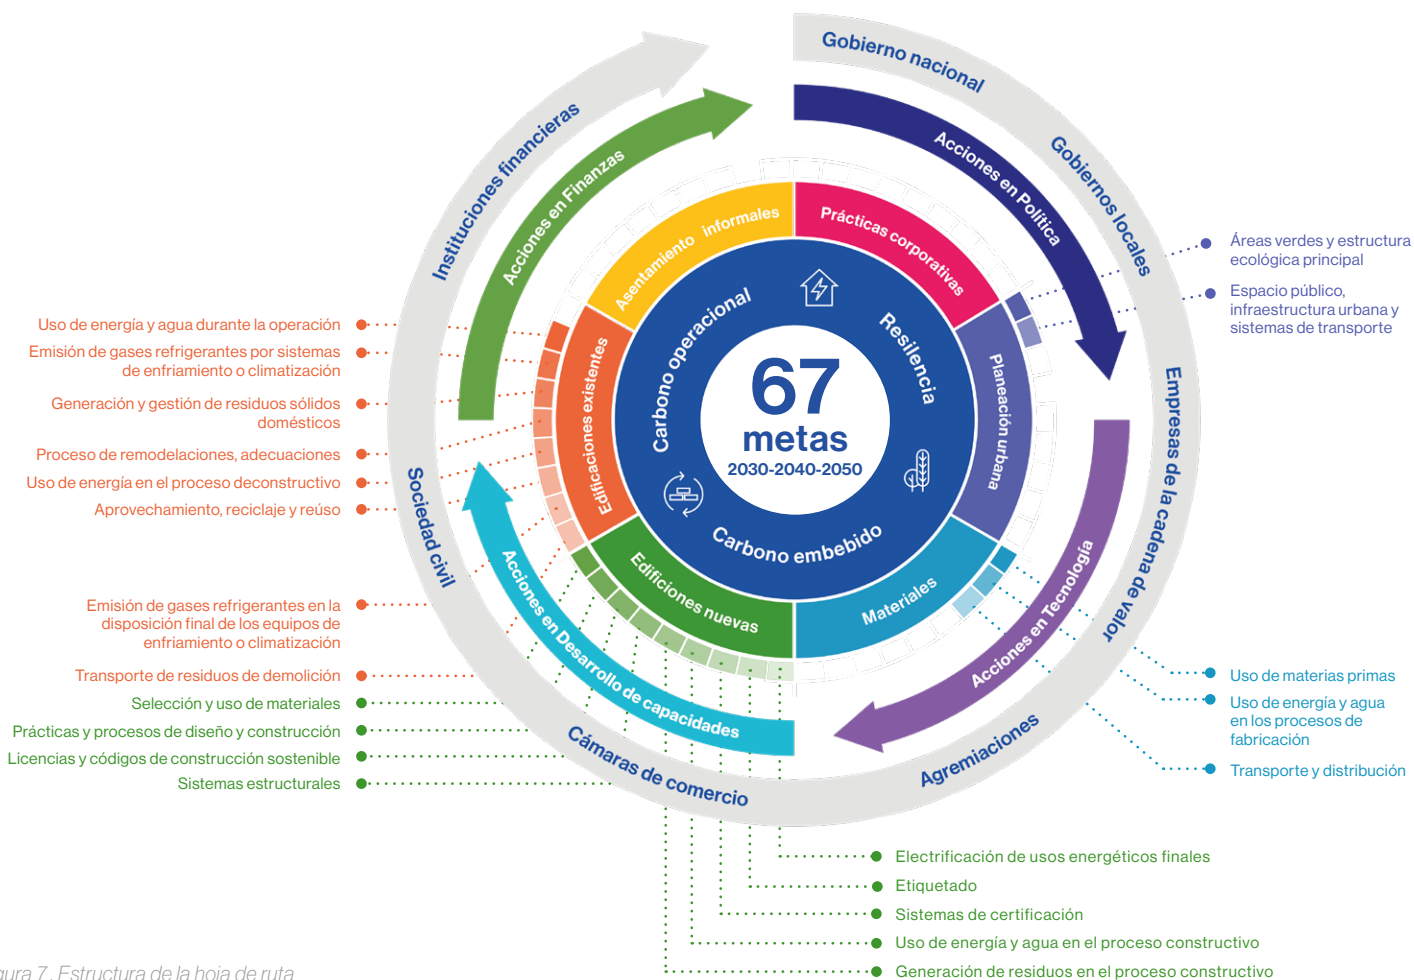 Gobierno nacional
Gobiernos locales
Empresas de la cadena de valor
Agremiaciones
Cámaras de comercio
Sociedad civil
Instituciones financieras
Acciones en Política
Acciones en Tecnología
Acciones en Desarrollo de capacidades
Acciones en Finanzas
Prácticas corporativas
Planeación urbana
Materiales
Edificiones nuevas
Edificaciones existentes
Asentamiento informales
Carbono operacional
Resilencia
Carbono embebido
67
metas
2030-2040-2050
Áreas verdes y estructura
ecológica principal
Espacio público,
infraestructura urbana y
sistemas de transporte
Uso de materias primas
Uso de energía y agua
en los procesos de
fabricación
Transporte y distribución
Uso de energía y agua durante la operación
Emisión de gases refrigerantes por sistemas
de enfriamiento o climatización
Generación y gestión de residuos sólidos
domésticos
Proceso de remodelaciones, adecuaciones
Uso de energía en el proceso deconstructivo
Aprovechamiento, reciclaje y reúso
Emisión de gases refrigerantes en la
disposición final de los equipos de
enfriamiento o climatización
Transporte de residuos de demolición
Selección y uso de materiales
Prácticas y procesos de diseño y construcción
Licencias y códigos de construcción sostenible
Sistemas estructurales
Electrificación de usos energéticos finales
Etiquetado
Sistemas de certificación
Uso de energía y agua en el proceso constructivo
Generación de residuos en el proceso constructivo
gura 7. Estructura de la hoja de ruta